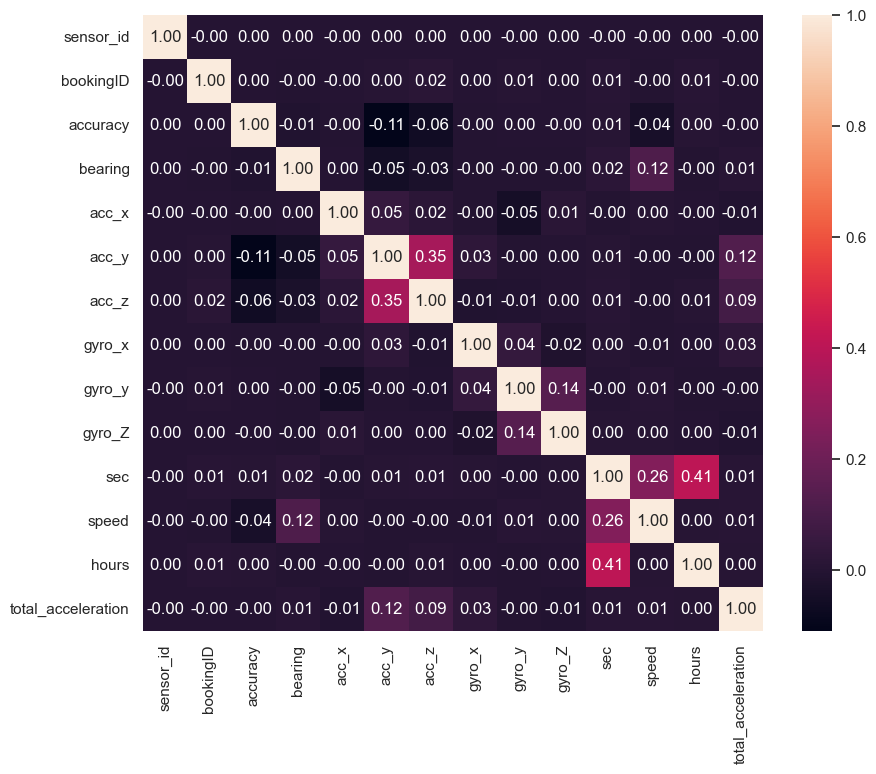 sensor_id 1.00 -0.00 0.00 0.00 -0.00 0.00 0.00 0.00 -0.00 0.00 -0.00 -0.00 0.00 -0.00
bookingID -0.00 1.00 0.00 -0.00 -0.00 0.00 0.02 0.00 0.01 0.00 0.01 -0.00 0.01 -0.00
accuracy 0.00 0.00 1.00 -0.01 -0.00 -0.11 -0.06 -0.00 0.00 -0.00 0.01 -0.04 0.00 -0.00
bearing 0.00 -0.00 -0.01 1.00 0.00 -0.05 -0.03 -0.00 -0.00 -0.00 0.02 0.12 -0.00 0.01
acc_x -0.00 -0.00 -0.00 0.00 1.00 0.05 0.02 -0.00 -0.05 0.01 -0.00 0.00 -0.00 -0.01
acc_y 0.00 0.00 -0.11 -0.05 0.05 1.00 0.35 0.03 -0.00 0.00 0.01 -0.00 -0.00 0.12
acc_z 0.00 0.02 -0.06 -0.03 0.02 0.35 1.00 -0.01 -0.01 0.00 0.01 -0.00 0.01 0.09
gyro_x 0.00 0.00 -0.00 -0.00 -0.00 0.03 -0.01 1.00 0.04 -0.02 0.00 -0.01 0.00 0.03
gyro_y -0.00 0.01 0.00 -0.00 -0.05 -0.00 -0.01 0.04 1.00 0.14 -0.00 0.01 -0.00 -0.00
gyro_Z 0.00 0.00 -0.00 -0.00 0.01 0.00 0.00 -0.02 0.14 1.00 0.00 0.00 0.00 -0.01
sec -0.00 0.01 0.01 0.02 -0.00 0.01 0.01 0.00 -0.00 0.00 1.00 0.26 0.41 0.01
speed -0.00 -0.00 -0.04 0.12 0.00 -0.00 -0.00 -0.01 0.01 0.00 0.26 1.00 0.00 0.01
hours 0.00 0.01 0.00 -0.00 -0.00 -0.00 0.01 0.00 -0.00 0.00 0.41 0.00 1.00 0.00
total_acceleration -0.00 -0.00 -0.00 0.01 -0.01 0.12 0.09 0.03 -0.00 -0.01 0.01 0.01 0.00 1.00
sensor_id
bookingID
accuracy
bearing
acc_x
acc_y
acc_z
gyro_x
gyro_y
gyro_Z
sec
speed
hours
total_acceleration
1.0
0.8
0.6
0.4
0.2
0.0